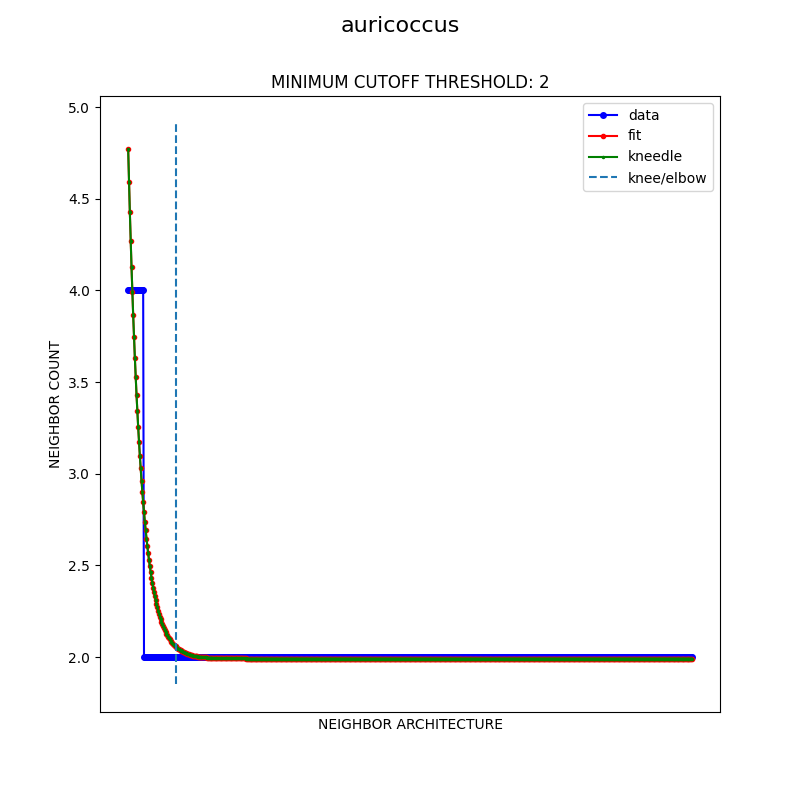 auricoccus
MINIMUM CUTOFF THRESHOLD: 2
data
fit
kneedle
knee/elbow
5.0
4.5
4.0
3.5
3.0
2.5
2.0
NEIGHBOR COUNT
NEIGHBOR ARCHITECTURE